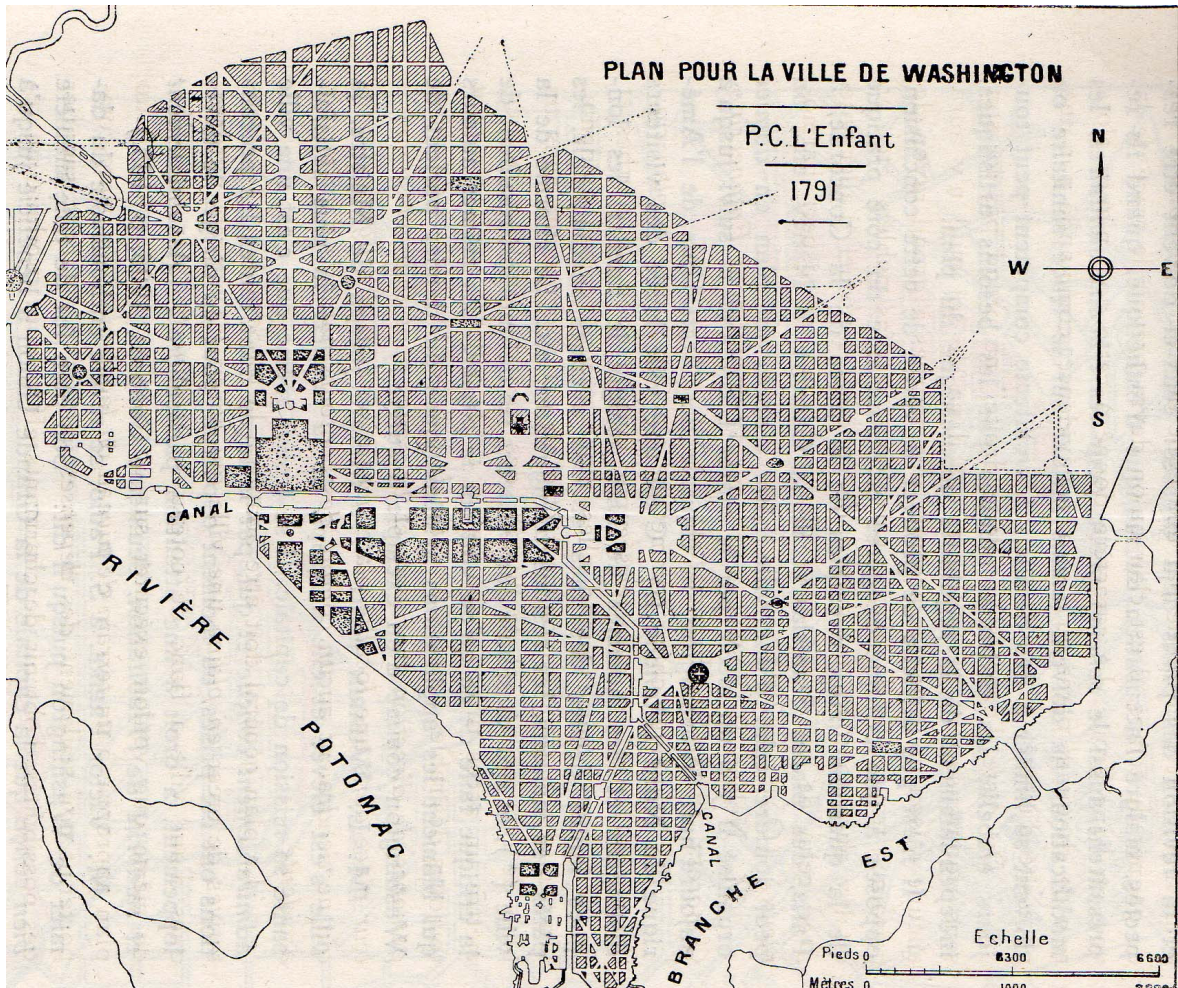 PLAN POUR LA VILLE DE WASHINGTON
P.C.L'Enfant
1791
N
W
E
S
CANAL
RIVIÈRE
POTOMAC
CANAL
BRANCHE EST
Echelle
Pieds 0 6300 6600
Mètres 0 1000